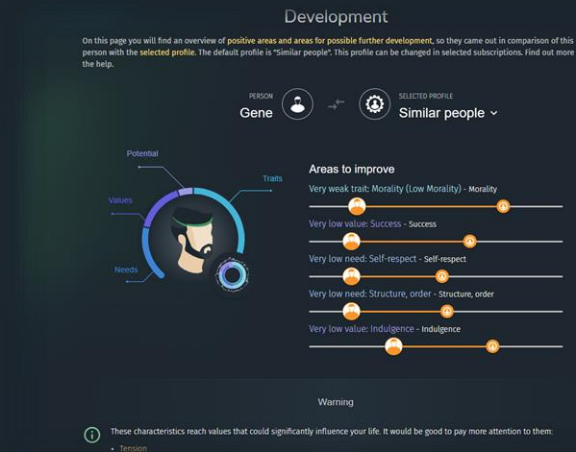 Development
On this page you will find an overview of positive areas and areas for possible further development, so they came out in comparison of this
person with the selected profile. The default profile is "Similar people". This profile can be changed in selected subscriptions. Find out more
the help.
PERSON
Gene
SELECTED PROFILE
Similar people
Potential
Traits
Values
Needs
Areas to improve
Very weak trait: Morality (Low Morality) - Morality
Very low value: Success - Success
Very low need: Self-respect - Self-respect
Very low need: Structure, order - Structure, order
Very low value: Indulgence - Indulgence
Warning
These characteristics reach values that could significantly influence your life. It would be good to pay more attention to them:
• Tension